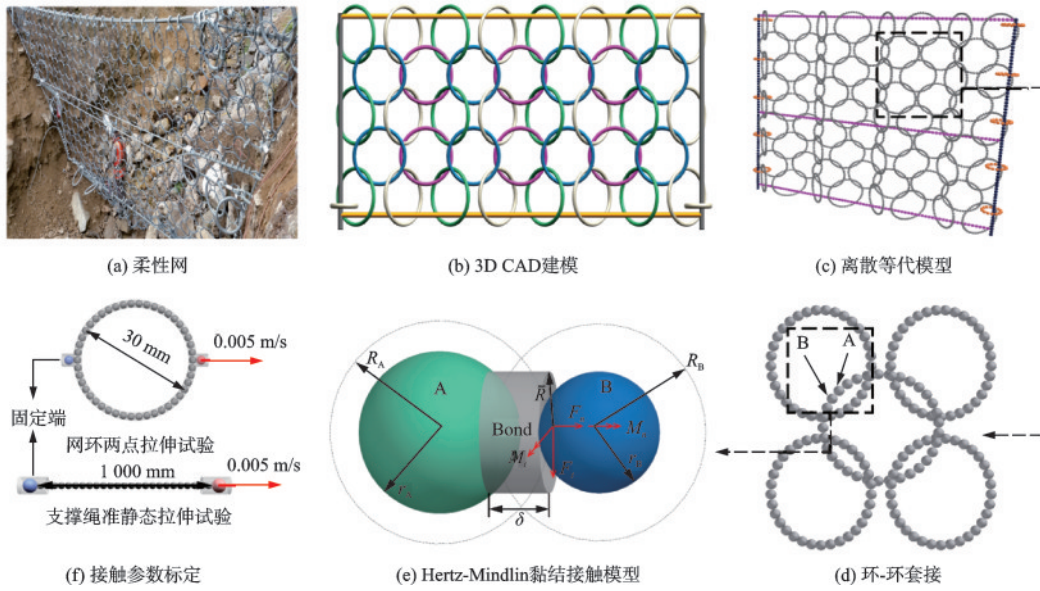 (a) 柔性网
(b) 3D CAD建模
(c) 离散等代模型
30 mm
0.005 m/s
固定端
网环两点拉伸试验
1 000 mm
0.005 m/s
支撑绳准静态拉伸试验
(f) 接触参数标定
R_A
A
r_A
Bond
R̄
δ
B
R_B
r_B
(e) Hertz-Mindlin黏结接触模型
B
A
(d) 环-环套接